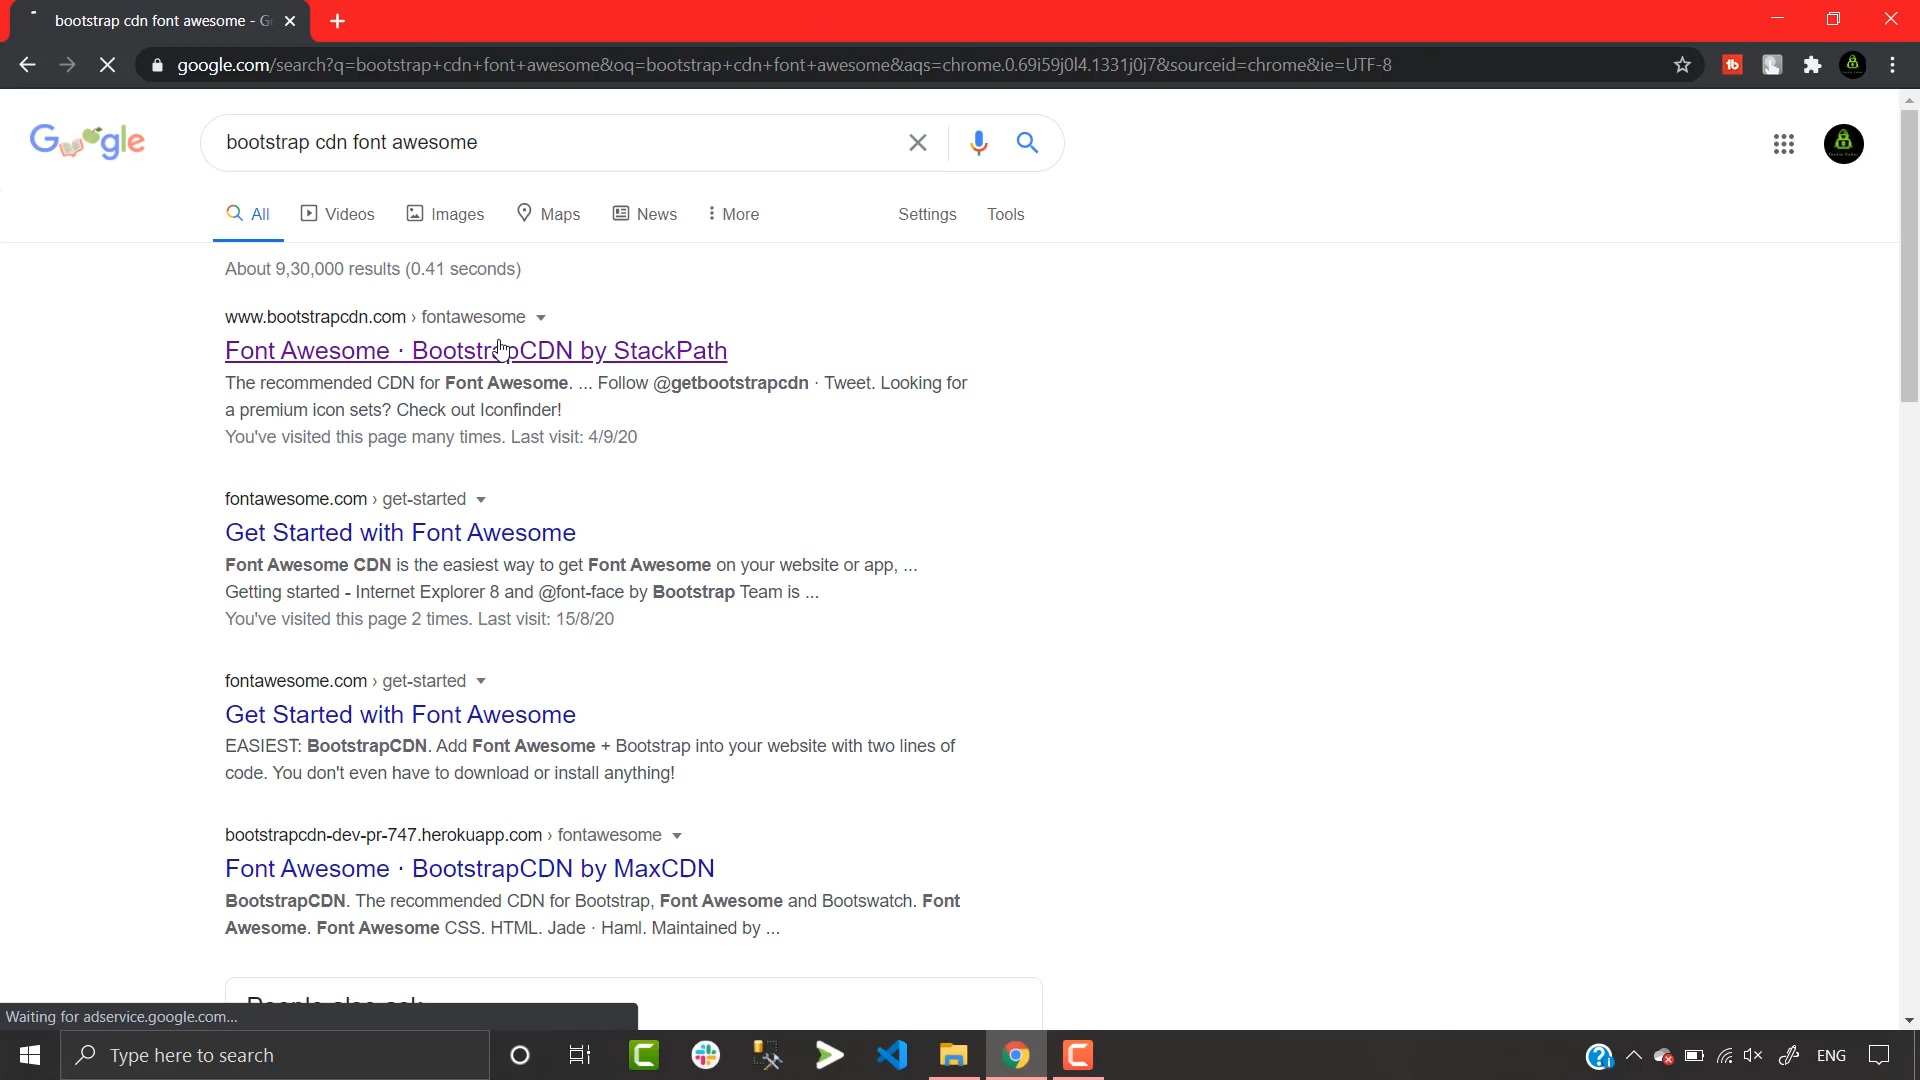 bootstrap cdn font awesome - G
google.com/search?q=bootstrap+cdn+font+awesome&oq=bootstrap+cdn+font+awesome&aqs=chrome.0.69i59j0l4.1331j0j7&sourceid=chrome&ie=UTF-8
Google
bootstrap cdn font awesome
All
Videos
Images
Maps
News
More
Settings
Tools
About 9,30,000 results (0.41 seconds)
www.bootstrapcdn.com › fontawesome
Font Awesome · BootstrapCDN by StackPath
The recommended CDN for Font Awesome. ... Follow @getbootstrapcdn · Tweet. Looking for
a premium icon sets? Check out Iconfinder!
You've visited this page many times. Last visit: 4/9/20
fontawesome.com › get-started
Get Started with Font Awesome
Font Awesome CDN is the easiest way to get Font Awesome on your website or app, ...
Getting started - Internet Explorer 8 and @font-face by Bootstrap Team is ...
You've visited this page 2 times. Last visit: 15/8/20
fontawesome.com › get-started
Get Started with Font Awesome
EASIEST: BootstrapCDN. Add Font Awesome + Bootstrap into your website with two lines of
code. You don't even have to download or install anything!
bootstrapcdn-dev-pr-747.herokuapp.com › fontawesome
Font Awesome · BootstrapCDN by MaxCDN
BootstrapCDN. The recommended CDN for Bootstrap, Font Awesome and Bootswatch. Font
Awesome. Font Awesome CSS. HTML. Jade · Haml. Maintained by ...
People also ask
Waiting for adservice.google.com...
Type here to search
ENG